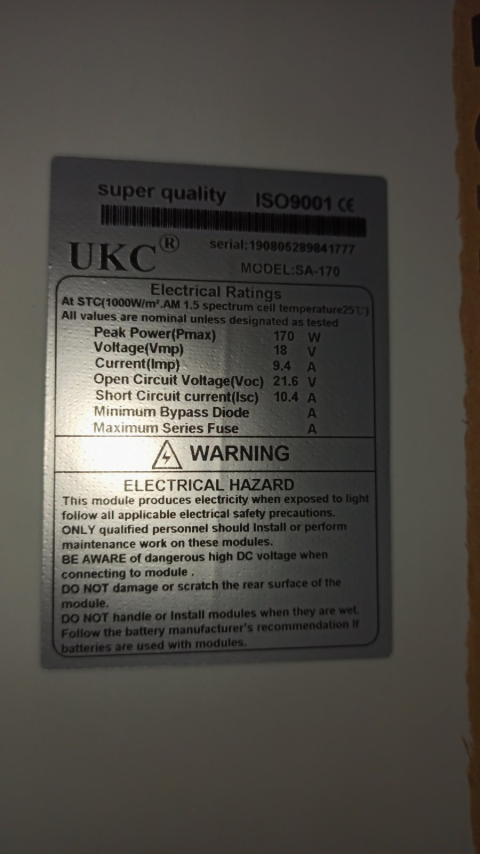 super quality ISO9001 CE
serial:190805289841777
UKC®
MODEL:SA-170
Electrical Ratings
At STC(1000W/m².AM 1.5 spectrum cell temperature25℃)
All values are nominal unless designated as tested
Peak Power(Pmax) 170 W
Voltage(Vmp) 18 V
Current(Imp) 9.4 A
Open Circuit Voltage(Voc) 21.6 V
Short Circuit current(Isc) 10.4 A
Minimum Bypass Diode A
Maximum Series Fuse A
WARNING
ELECTRICAL HAZARD
This module produces electricity when exposed to light
follow all applicable electrical safety precautions.
ONLY qualified personnel should Install or perform
maintenance work on these modules.
BE AWARE of dangerous high DC voltage when
connecting to module .
DO NOT damage or scratch the rear surface of the
module.
DO NOT handle or Install modules when they are wet.
Follow the battery manufacturer's recommendation If
batteries are used with modules.